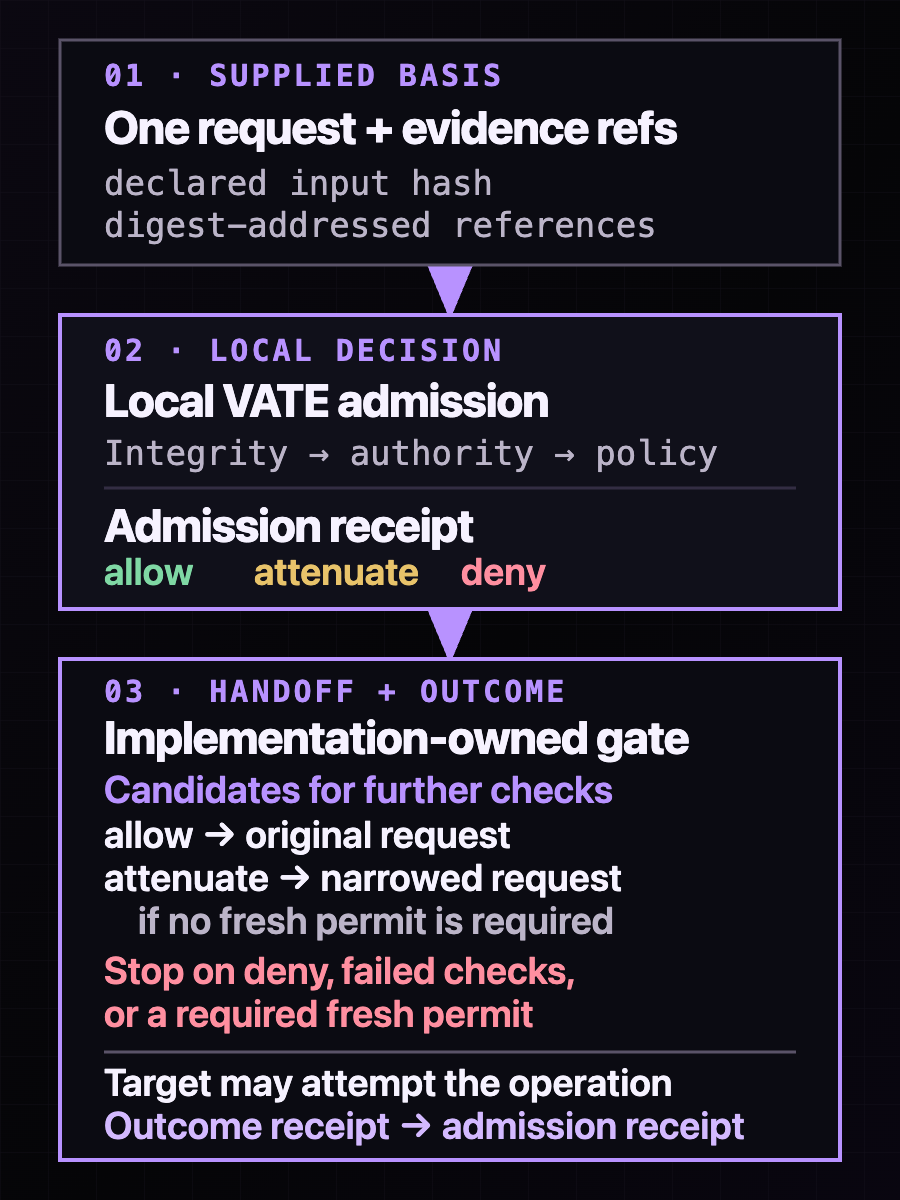 01 · SUPPLIED BASIS
One request + evidence refs
declared input hash
digest-addressed references
02 · LOCAL DECISION
Local VATE admission
Integrity → authority → policy
Admission receipt
allow attenuate deny
03 · HANDOFF + OUTCOME
Implementation-owned gate
Candidates for further checks
allow → original request
attenuate → narrowed request
if no fresh permit is required
Stop on deny, failed checks,
or a required fresh permit
Target may attempt the operation
Outcome receipt → admission receipt